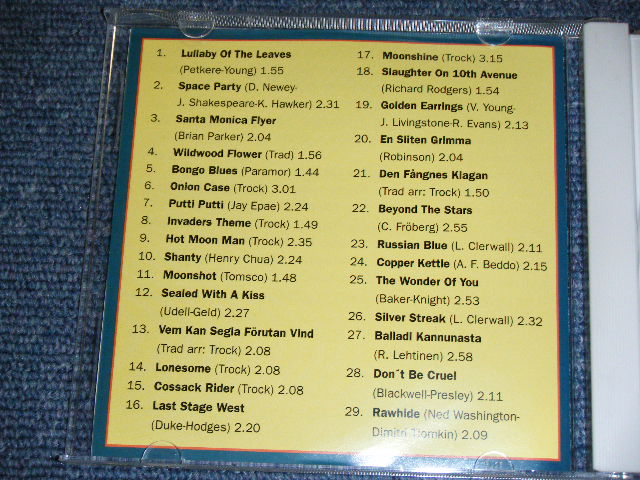 1. Lullaby Of The Leaves
(Petkere-Young) 1.55
2. Space Party (D. Newey-
J. Shakespeare-K. Hawker) 2.31
3. Santa Monica Flyer
(Brian Parker) 2.04
4. Wildwood Flower (Trad) 1.56
5. Bongo Blues (Paramor) 1.44
6. Onion Case (Trock) 3.01
7. Putti Putti (Jay Epae) 2.24
8. Invaders Theme (Trock) 1.49
9. Hot Moon Man (Trock) 2.35
10. Shanty (Henry Chua) 2.24
11. Moonshot (Tomsco) 1.48
12. Sealed With A Kiss
(Udell-Geld) 2.27
13. Vem Kan Segla Förutan Vind
(Trad arr: Trock) 2.08
14. Lonesome (Trock) 2.08
15. Cossack Rider (Trock) 2.08
16. Last Stage West
(Duke-Hodges) 2.20
17. Moonshine (Trock) 3.15
18. Slaughter On 10th Avenue
(Richard Rodgers) 1.54
19. Golden Earrings (V. Young-
J. Livingstone-R. Evans) 2.13
20. En Sliten Grimma
(Robinson) 2.04
21. Den Fångnes Klagan
(Trad arr: Trock) 1.50
22. Beyond The Stars
(C. Fröberg) 2.55
23. Russian Blue (L. Clerwall) 2.11
24. Copper Kettle (A. F. Beddo) 2.15
25. The Wonder Of You
(Baker-Knight) 2.53
26. Silver Streak (L. Clerwall) 2.32
27. Balladi Kannunasta
(R. Lehtinen) 2.58
28. Don´t Be Cruel
(Blackwell-Presley) 2.11
29. Rawhide (Ned Washington-
Dimitri Tiomkin) 2.09